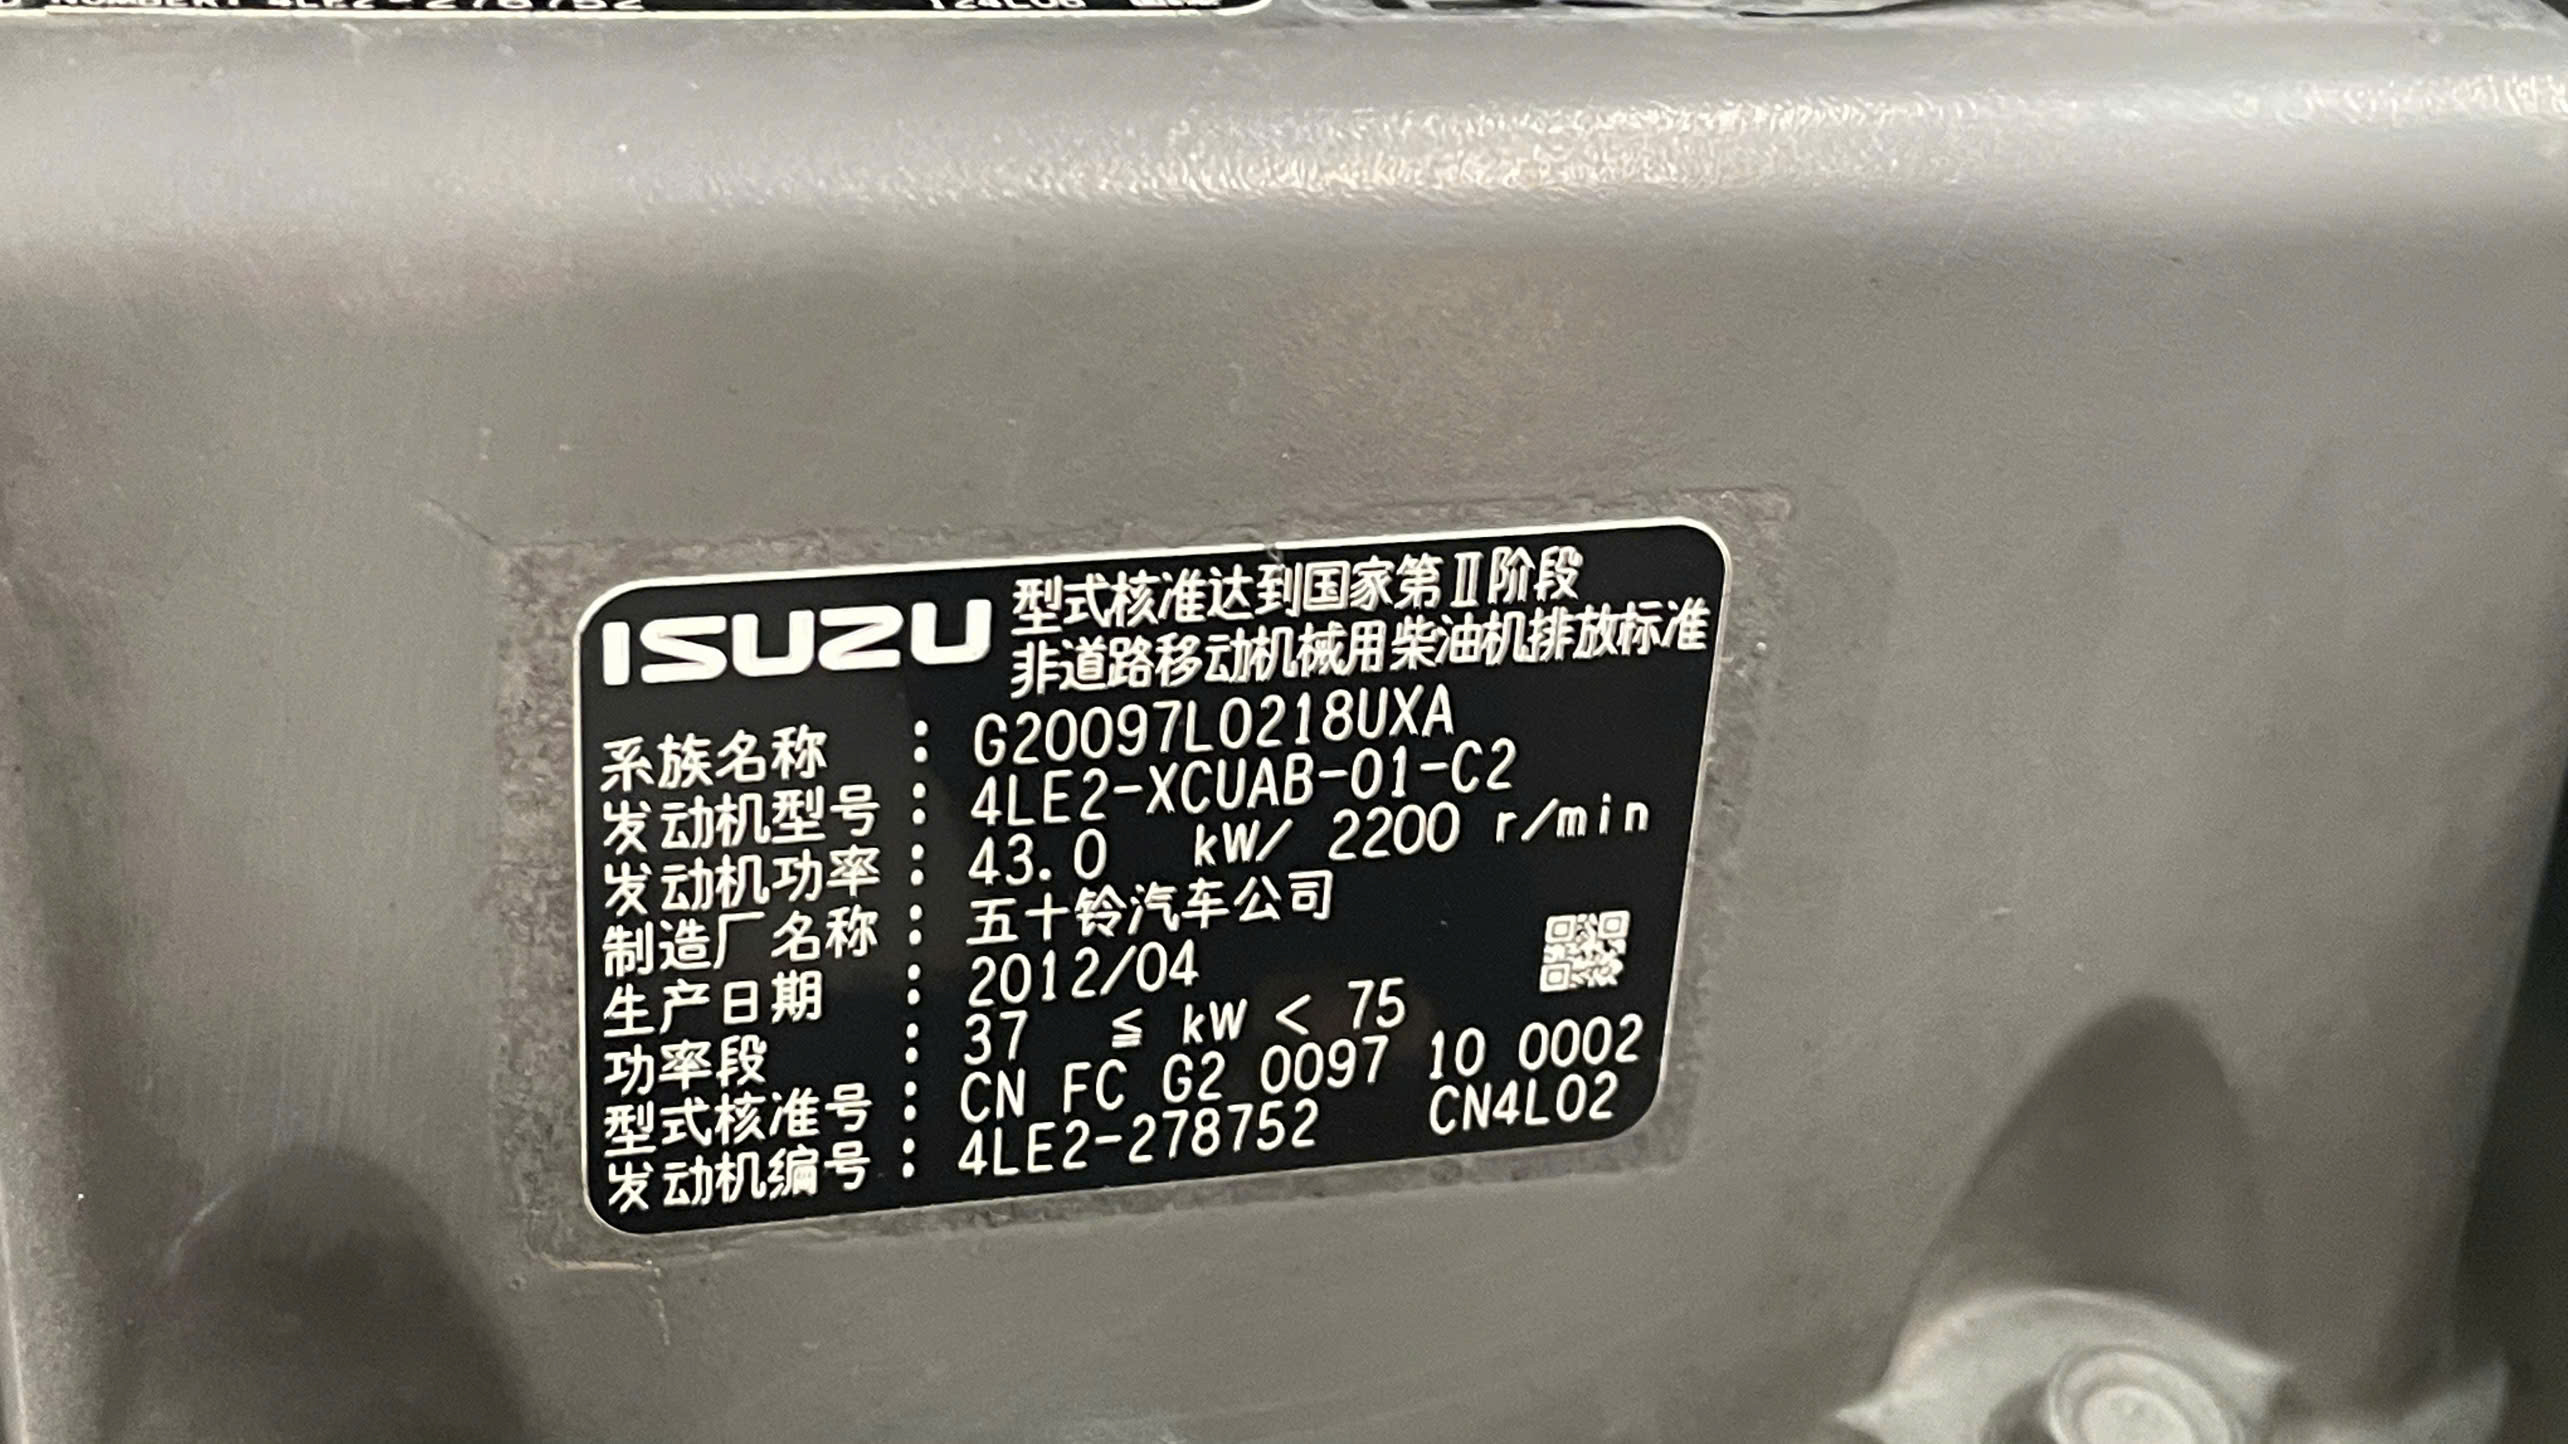 4LE2-278752
ISUZU 型式核准达到国家第Ⅱ阶段
非道路移动机械用柴油机排放标准
系族名称 : G20097L0218UXA
发动机型号 : 4LE2-XCUAB-01-C2
发动机功率 : 43.0 kW/ 2200 r/min
制造厂名称 : 五十铃汽车公司
生产日期 : 2012/04
功率段 : 37 ≦ kW < 75
型式核准号 : CN FC G2 0097 10 0002
发动机编号 : 4LE2-278752 CN4L02